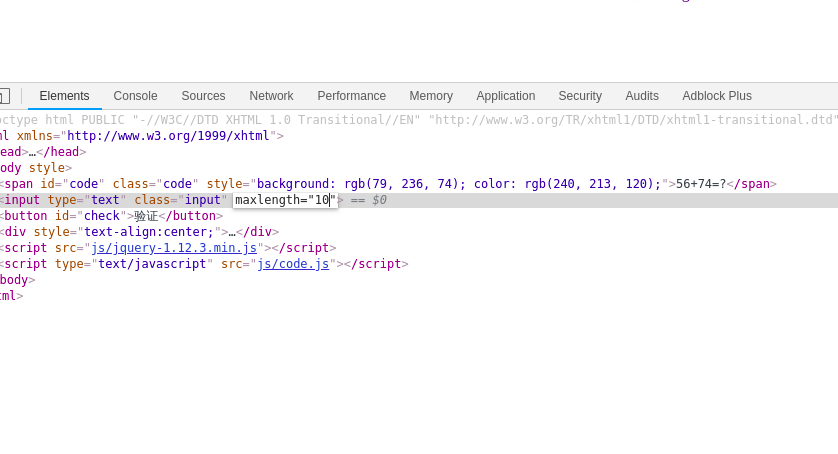 Elements Console Sources Network Performance Memory Application Security Audits Adblock Plus
octype html PUBLIC "-//W3C//DTD XHTML 1.0 Transitional//EN" "http://www.w3.org/TR/xhtml1/DTD/xhtml1-transitional.dtd"
ml xmlns="http://www.w3.org/1999/xhtml">
ead>…</head>
ody style>
<span id="code" class="code" style="background: rgb(79, 236, 74); color: rgb(240, 213, 120);">56+74=?</span>
<input type="text" class="input" maxlength="10"> == $0
<button id="check">验证</button>
<div style="text-align:center;">…</div>
<script src="js/jquery-1.12.3.min.js"></script>
<script type="text/javascript" src="js/code.js"></script>
body>
tml>